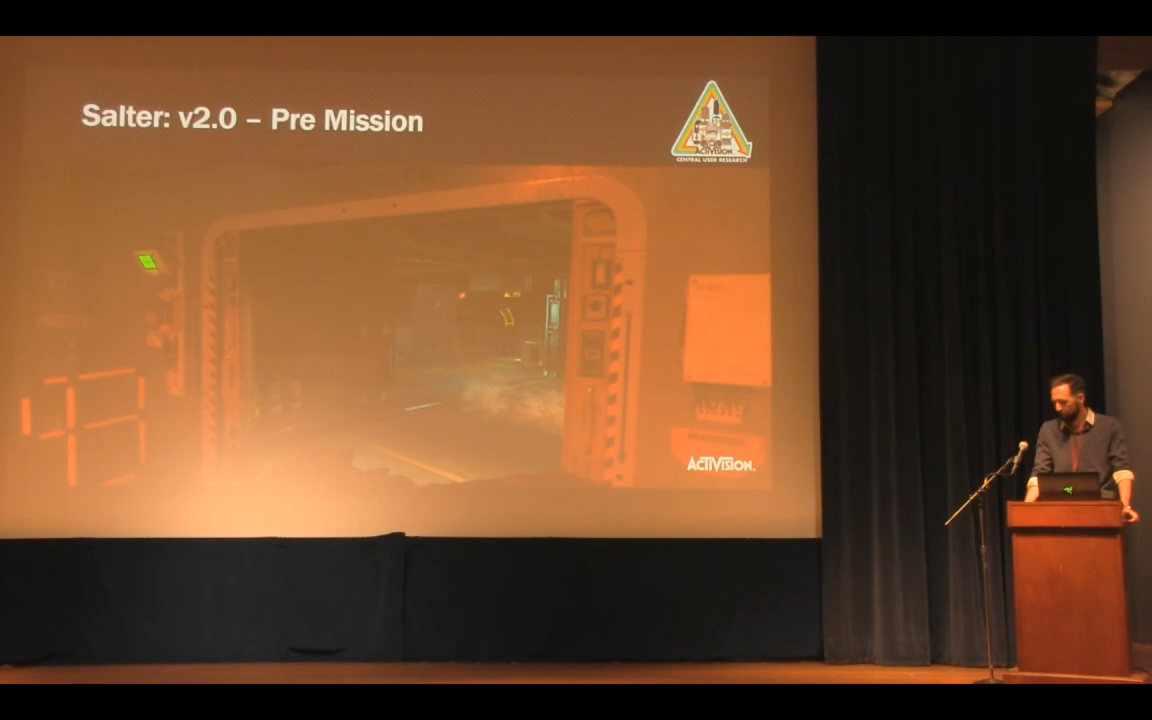 Salter: v2.0 – Pre Mission
ACTIVISION
CENTRAL USER RESEARCH
ACTIVISION.